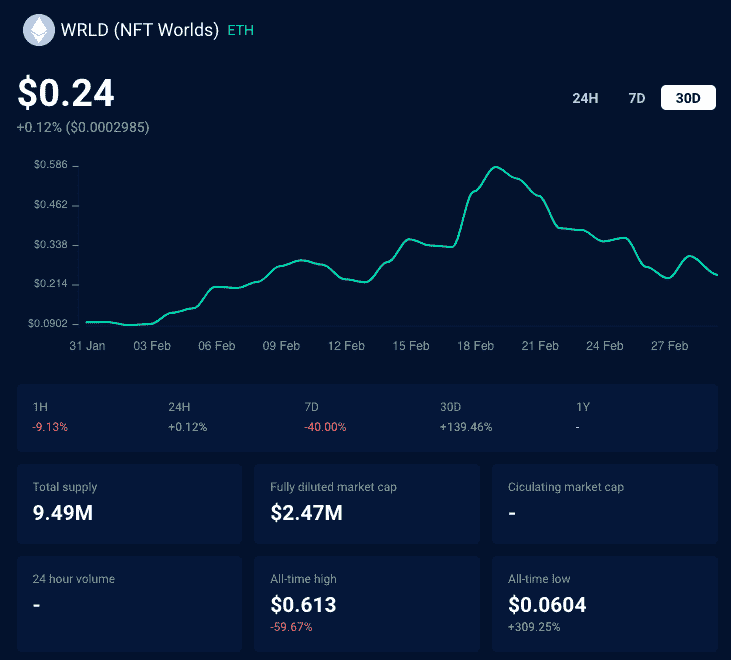 WRLD (NFT Worlds) ETH
$0.24
24H 7D 30D
+0.12% ($0.0002985)
$0.586
$0.462
$0.338
$0.214
$0.0902
31 Jan 03 Feb 06 Feb 09 Feb 12 Feb 15 Feb 18 Feb 21 Feb 24 Feb 27 Feb
1H 24H 7D 30D 1Y
-9.13% +0.12% -40.00% +139.46% -
Total supply Fully diluted market cap Ciculating market cap
9.49M $2.47M -
24 hour volume All-time high All-time low
- $0.613 $0.0604
-59.67% +309.25%